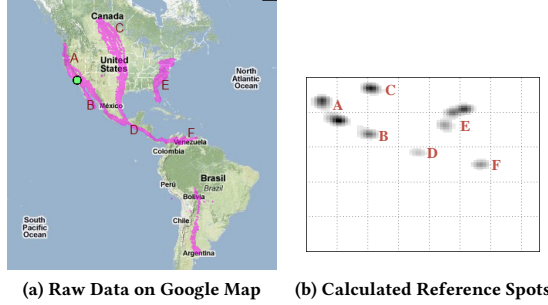 Canada
C
A
United
States
E
North
Atlantic
Ocean
B
México
D
F
Venezuela
Colombia
Perú
Brasil
Brazil
Bolivia
Chile
South
Pacific
Ocean
Argentina
(a) Raw Data on Google Map
C
A
E
B
D
F
(b) Calculated Reference Spots